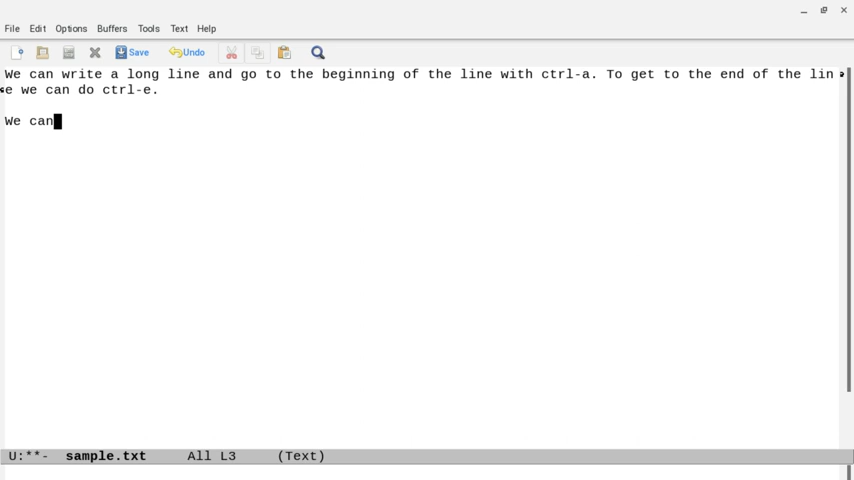 File Edit Options Buffers Tools Text Help
Save Undo
We can write a long line and go to the beginning of the line with ctrl-a. To get to the end of the lin
e we can do ctrl-e.
We can
U:**- sample.txt All L3 (Text)